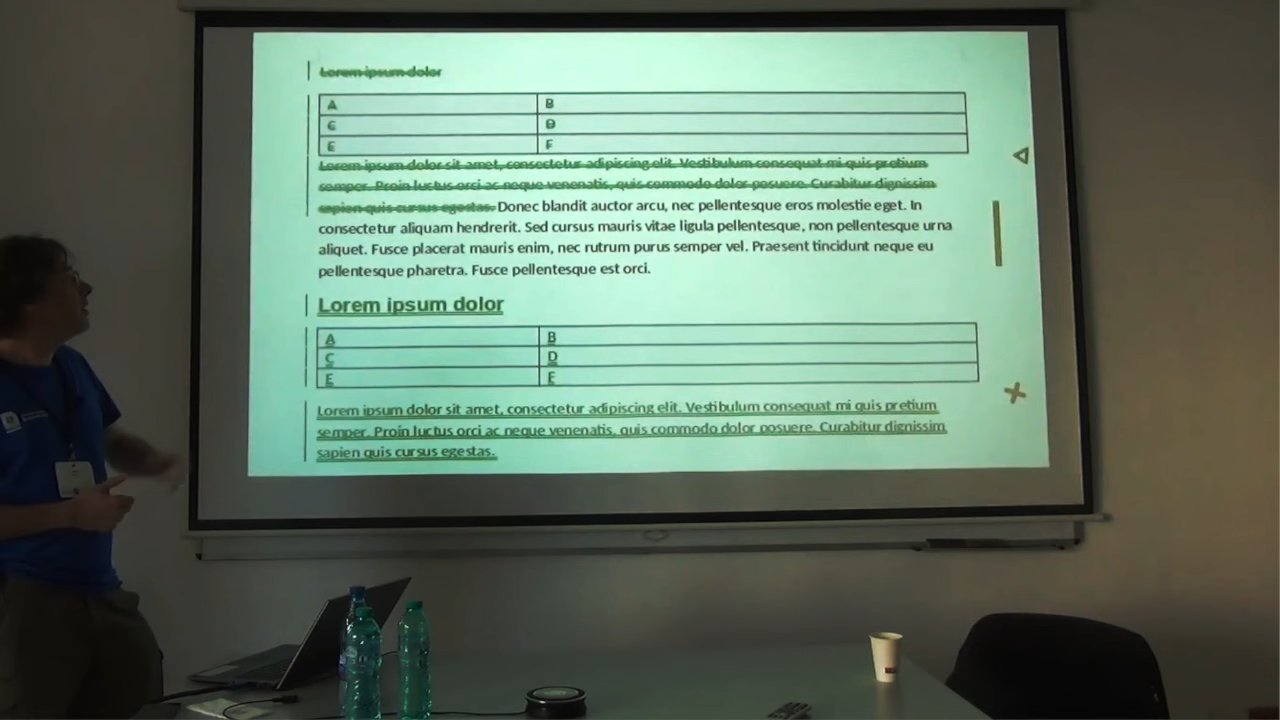 Lorem ipsum dolor
A B
C D
E F
Lorem ipsum dolor sit amet, consectetur adipiscing elit. Vestibulum consequat mi quis pretium
semper. Proin luctus orci ac neque venenatis, quis commodo dolor posuere. Curabitur dignissim
sapien quis cursus egestas. Donec blandit auctor arcu, nec pellentesque eros molestie eget. In
consectetur aliquam hendrerit. Sed cursus mauris vitae ligula pellentesque, non pellentesque urna
aliquet. Fusce placerat mauris enim, nec rutrum purus semper vel. Praesent tincidunt neque eu
pellentesque pharetra. Fusce pellentesque est orci.
Lorem ipsum dolor
A B
C D
E F
Lorem ipsum dolor sit amet, consectetur adipiscing elit. Vestibulum consequat mi quis pretium
semper. Proin luctus orci ac neque venenatis, quis commodo dolor posuere. Curabitur dignissim
sapien quis cursus egestas.